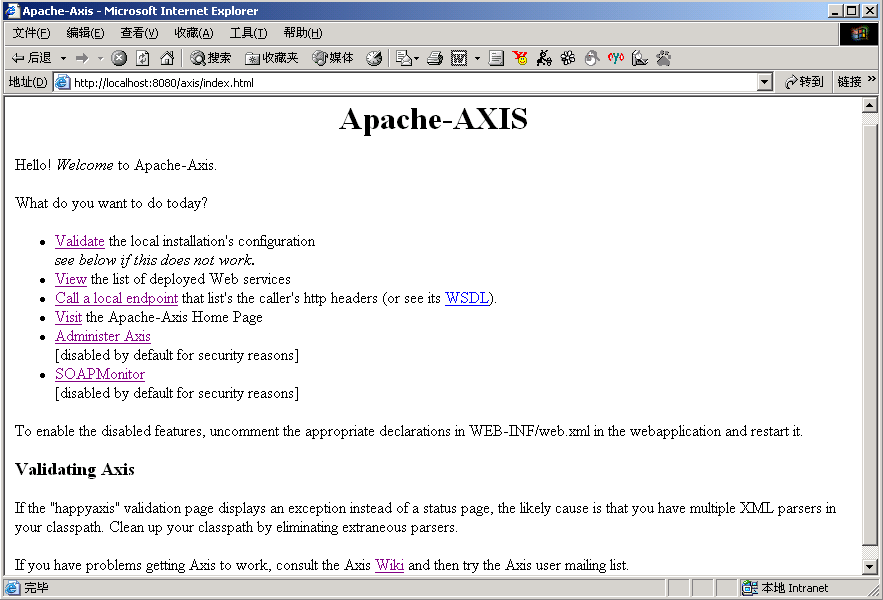 Apache-Axis - Microsoft Internet Explorer
文件(F) 编辑(E) 查看(V) 收藏(A) 工具(T) 帮助(H)
后退 搜索 收藏夹 媒体
地址(D) http://localhost:8080/axis/index.html 转到 链接 »
Apache-AXIS
Hello! Welcome to Apache-Axis.
What do you want to do today?
• Validate the local installation's configuration
see below if this does not work.
• View the list of deployed Web services
• Call a local endpoint that list's the caller's http headers (or see its WSDL).
• Visit the Apache-Axis Home Page
• Administer Axis
[disabled by default for security reasons]
• SOAPMonitor
[disabled by default for security reasons]
To enable the disabled features, uncomment the appropriate declarations in WEB-INF/web.xml in the webapplication and restart it.
Validating Axis
If the "happyaxis" validation page displays an exception instead of a status page, the likely cause is that you have multiple XML parsers in
your classpath. Clean up your classpath by eliminating extraneous parsers.
If you have problems getting Axis to work, consult the Axis Wiki and then try the Axis user mailing list.
完毕 本地 Intranet